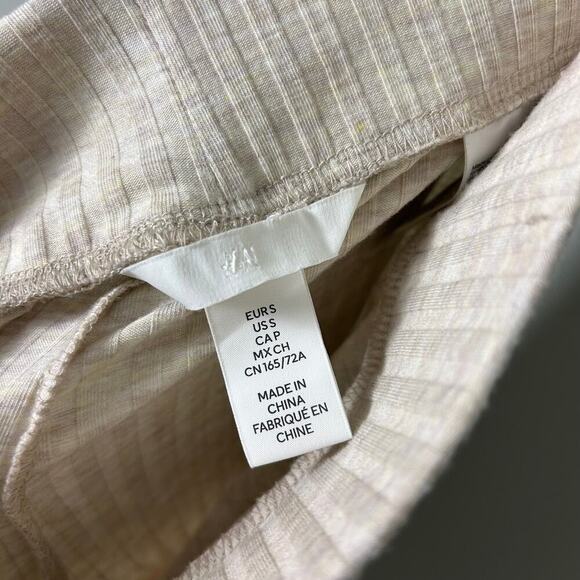 EUR S
US S
CA P
MX CH
CN 165/72A
MADE IN
CHINA
FABRIQUÉ EN
CHINE